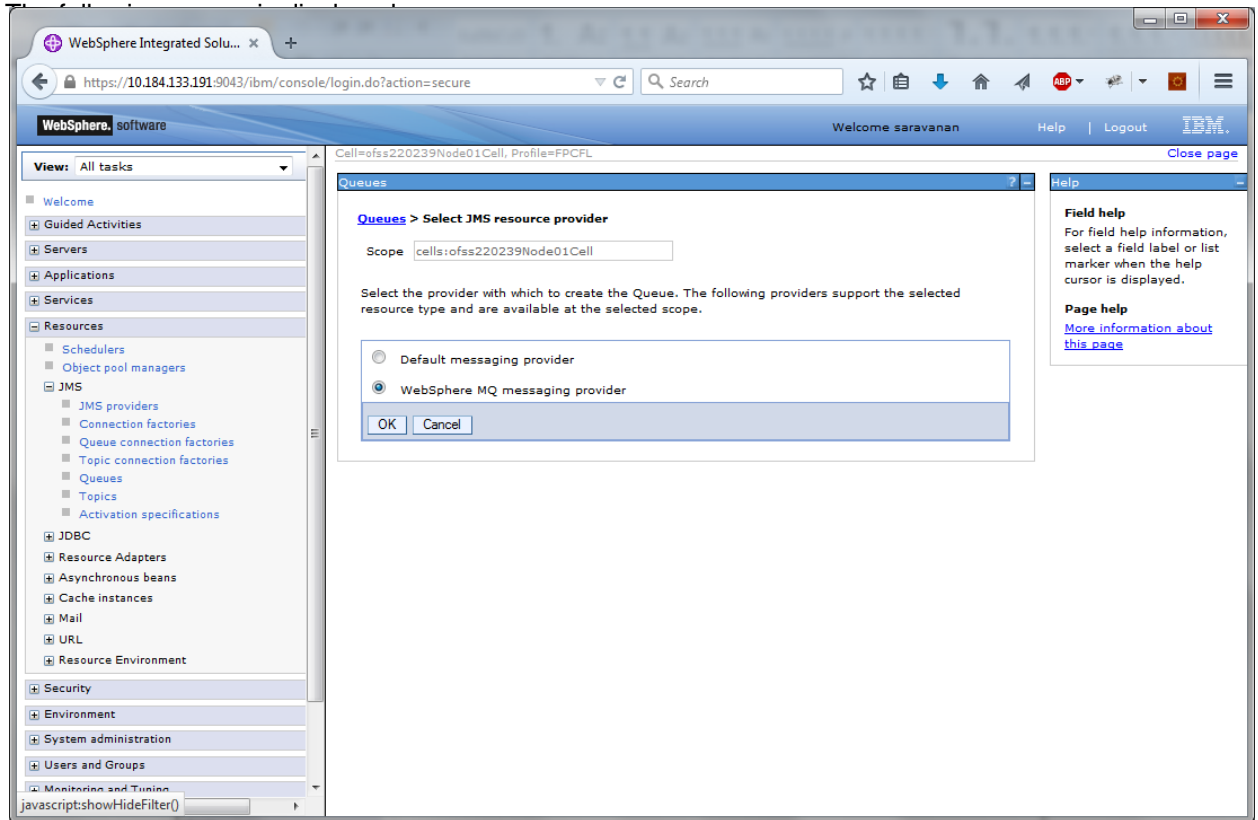 WebSphere Integrated Solu... × +
https://10.184.133.191:9043/ibm/console/login.do?action=secure Search ABP
WebSphere. software Welcome saravanan Help | Logout IBM.
Cell=ofss220239Node01Cell, Profile=FPCFL Close page
View: All tasks
Welcome
Guided Activities
Servers
Applications
Services
Resources
Schedulers
Object pool managers
JMS
JMS providers
Connection factories
Queue connection factories
Topic connection factories
Queues
Topics
Activation specifications
JDBC
Resource Adapters
Asynchronous beans
Cache instances
Mail
URL
Resource Environment
Security
Environment
System administration
Users and Groups
Monitoring and Tuning
javascript:showHideFilter()
Queues ? –
Queues > Select JMS resource provider
Scope cells:ofss220239Node01Cell
Select the provider with which to create the Queue. The following providers support the selected
resource type and are available at the selected scope.
Default messaging provider
WebSphere MQ messaging provider
OK Cancel
Help –
Field help
For field help information,
select a field label or list
marker when the help
cursor is displayed.
Page help
More information about
this page